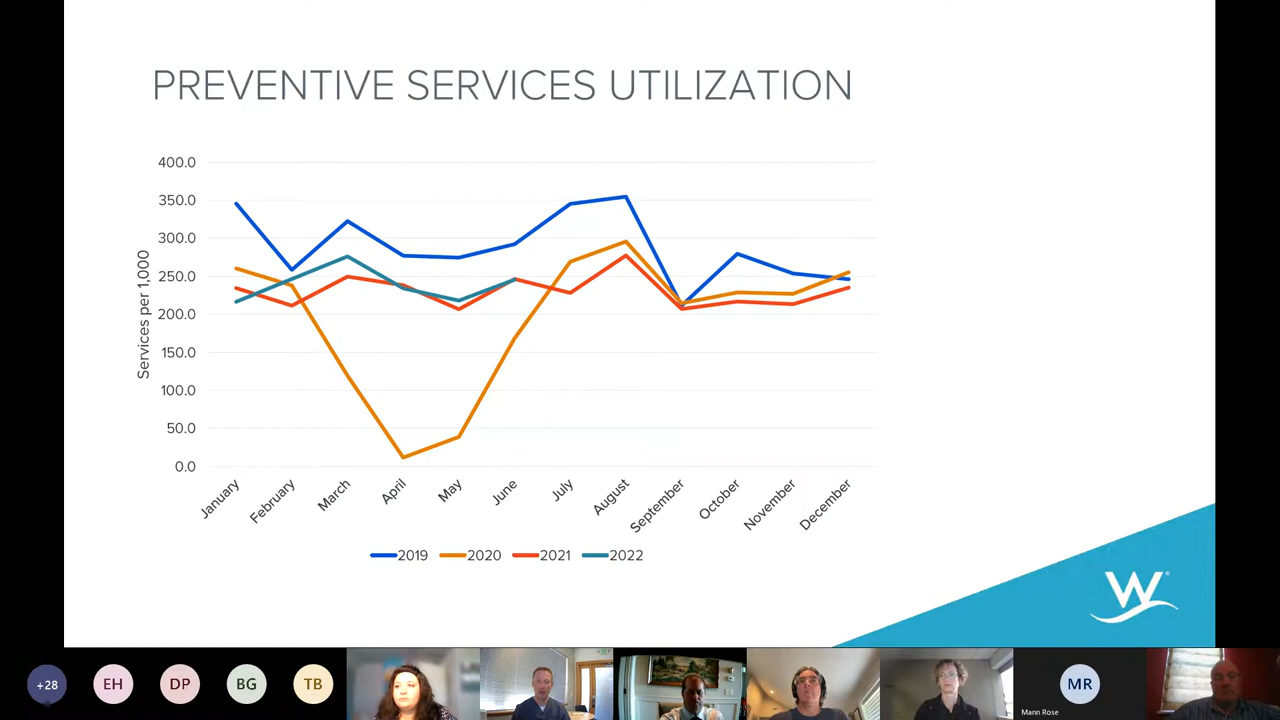 PREVENTIVE SERVICES UTILIZATION
Services per 1,000
400.0
350.0
300.0
250.0
200.0
150.0
100.0
50.0
0.0
January
February
March
April
May
June
July
August
September
October
November
December
2019 2020 2021 2022
W®
+28
EH
DP
BG
TB
MR
Mann Rose